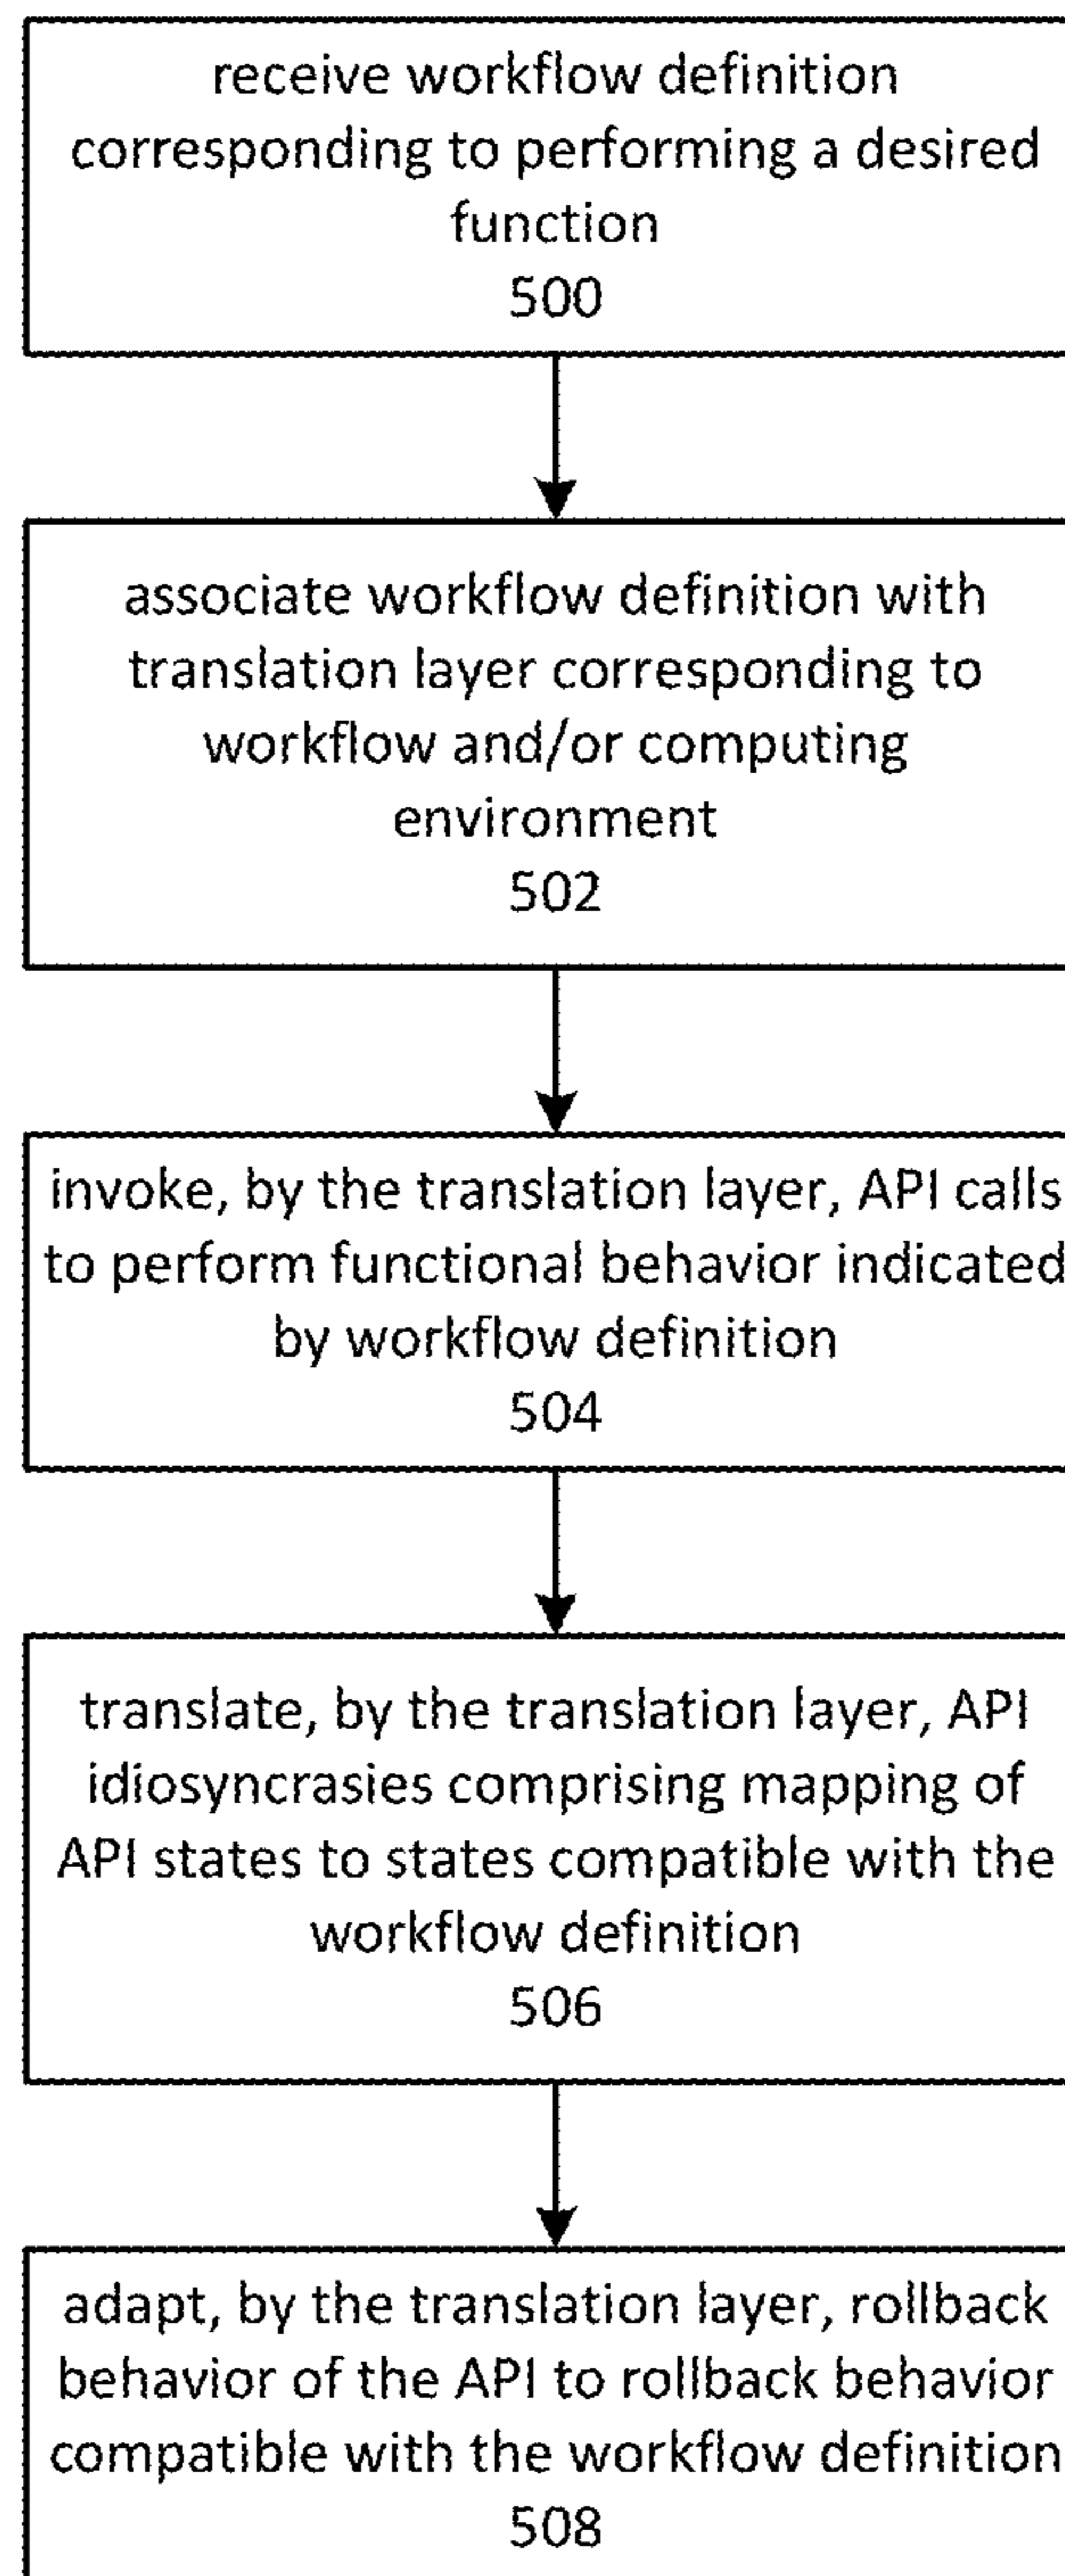 receive workflow definition
corresponding to performing a desired
function
500
associate workflow definition with
translation layer corresponding to
workflow and/or computing
environment
502
invoke, by the translation layer, API calls
to perform functional behavior indicated
by workflow definition
504
translate, by the translation layer, API
idiosyncrasies comprising mapping of
API states to states compatible with the
workflow definition
506
adapt, by the translation layer, rollback
behavior of the API to rollback behavior
compatible with the workflow definition
508